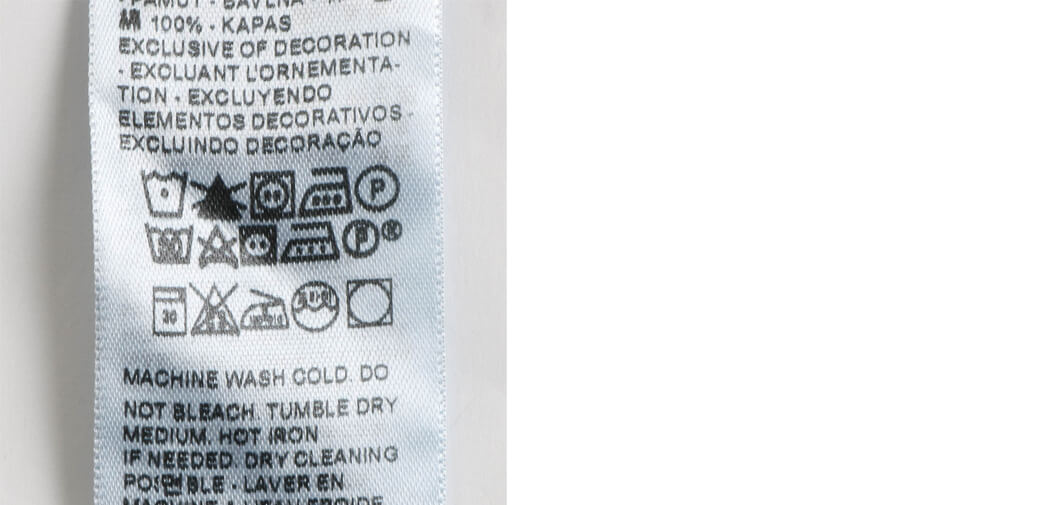 100% - KAPAS
EXCLUSIVE OF DECORATION
- EXCLUANT L'ORNEMENTA-
TION - EXCLUYENDO
ELEMENTOS DECORATIVOS -
EXCLUINDO DECORAÇÃO
P
30
MACHINE WASH COLD. DO
NOT BLEACH. TUMBLE DRY
MEDIUM. HOT IRON
IF NEEDED. DRY CLEANING
- LAVER EN